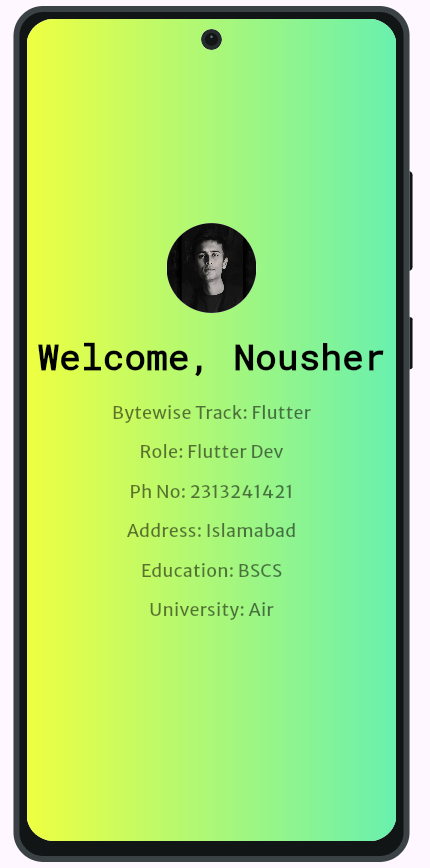 Welcome, Nousher
Bytewise Track: Flutter
Role: Flutter Dev
Ph No: 2313241421
Address: Islamabad
Education: BSCS
University: Air